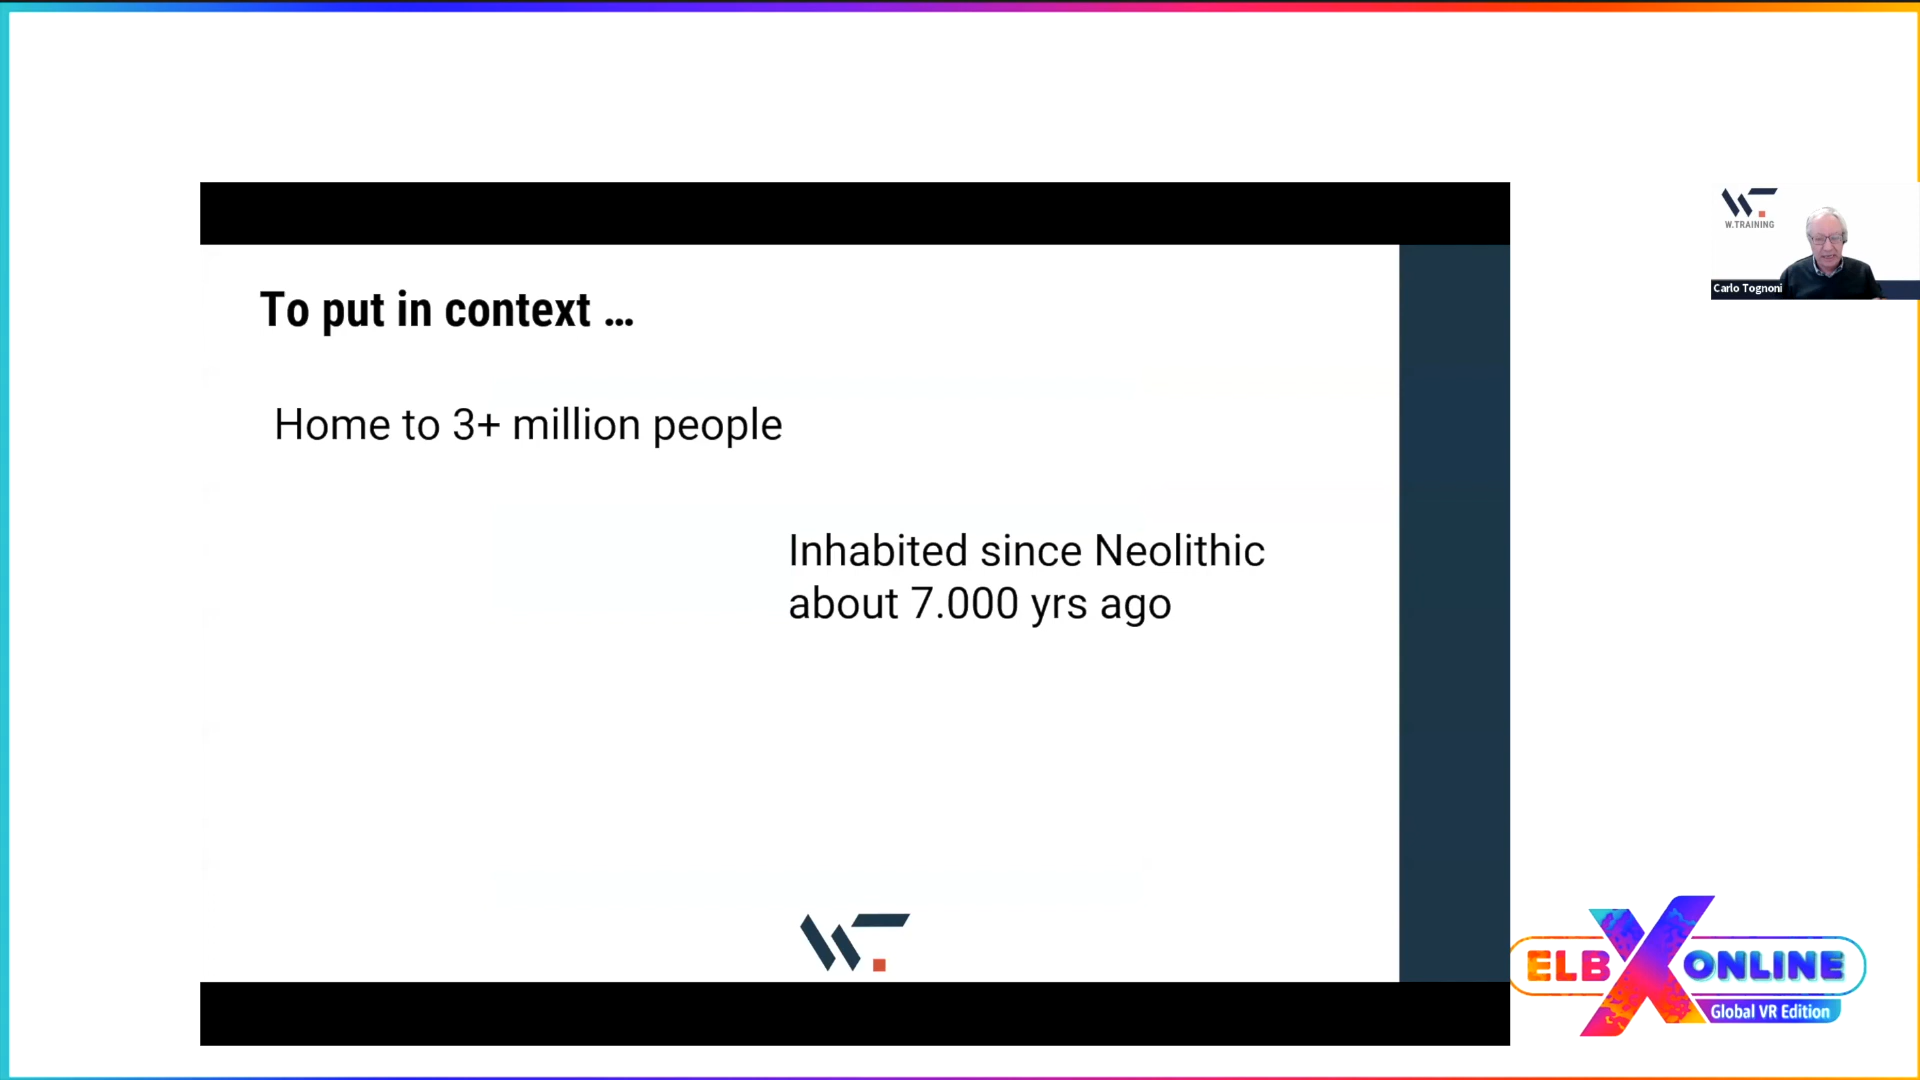 To put in context ...
Home to 3+ million people
Inhabited since Neolithic
about 7.000 yrs ago
W.TRAINING
Carlo Tognoni
ELB X ONLINE
Global VR Edition